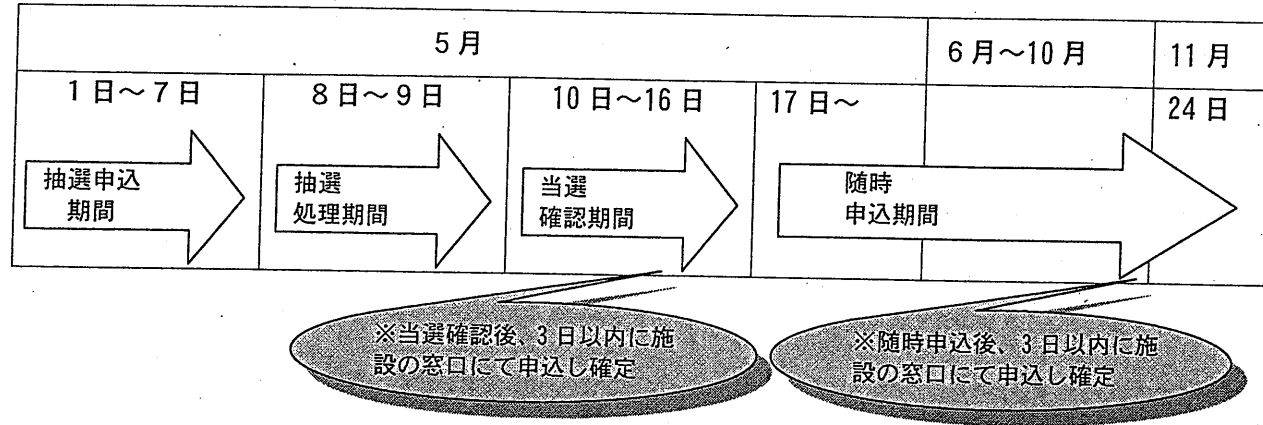 5月
6月～10月
11月
1日～7日
8日～9日
10日～16日
17日～
24日
抽選申込
期間
抽選
処理期間
当選
確認期間
随時
申込期間
※当選確認後、3日以内に施
設の窓口にて申込し確定
※随時申込後、3日以内に施
設の窓口にて申込し確定